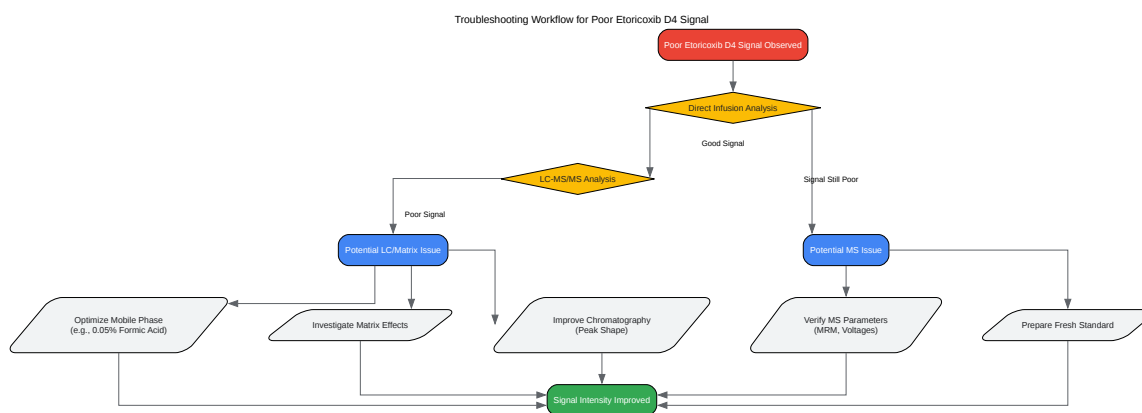 Troubleshooting Workflow for Poor Etoricoxib D4 Signal
Poor Etoricoxib D4 Signal Observed
Direct Infusion Analysis
Good Signal
LC-MS/MS Analysis
Signal Still Poor
Poor Signal
Potential LC/Matrix Issue
Potential MS Issue
Optimize Mobile Phase
(e.g., 0.05% Formic Acid)
Investigate Matrix Effects
Improve Chromatography
(Peak Shape)
Verify MS Parameters
(MRM, Voltages)
Prepare Fresh Standard
Signal Intensity Improved